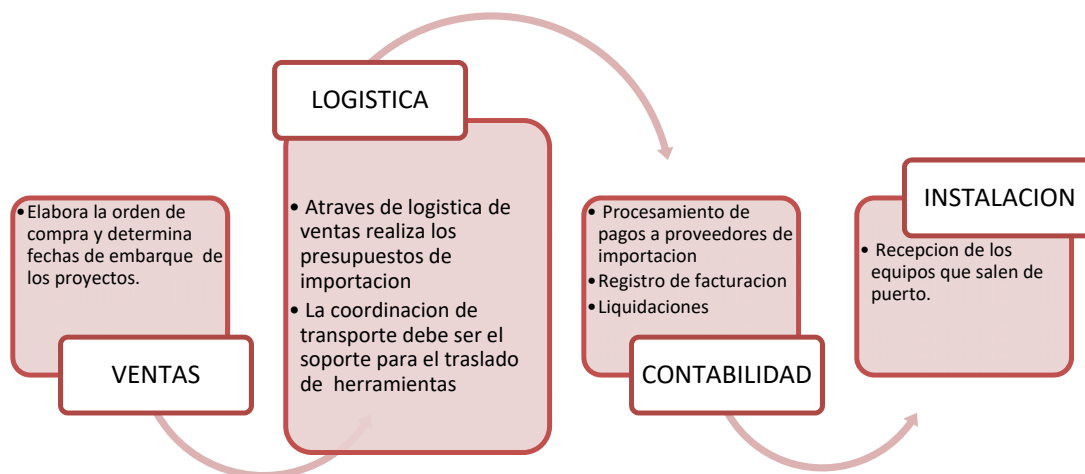 • Elabora la orden de
compra y determina
fechas de embarque de
los proyectos.
VENTAS
LOGISTICA
• Atraves de logistica de
ventas realiza los
presupuestos de
importacion
• La coordinacion de
transporte debe ser el
soporte para el traslado
de herramientas
• Procesamiento de
pagos a proveedores de
importacion
• Registro de facturacion
• Liquidaciones
CONTABILIDAD
INSTALACION
• Recepcion de los
equipos que salen de
puerto.